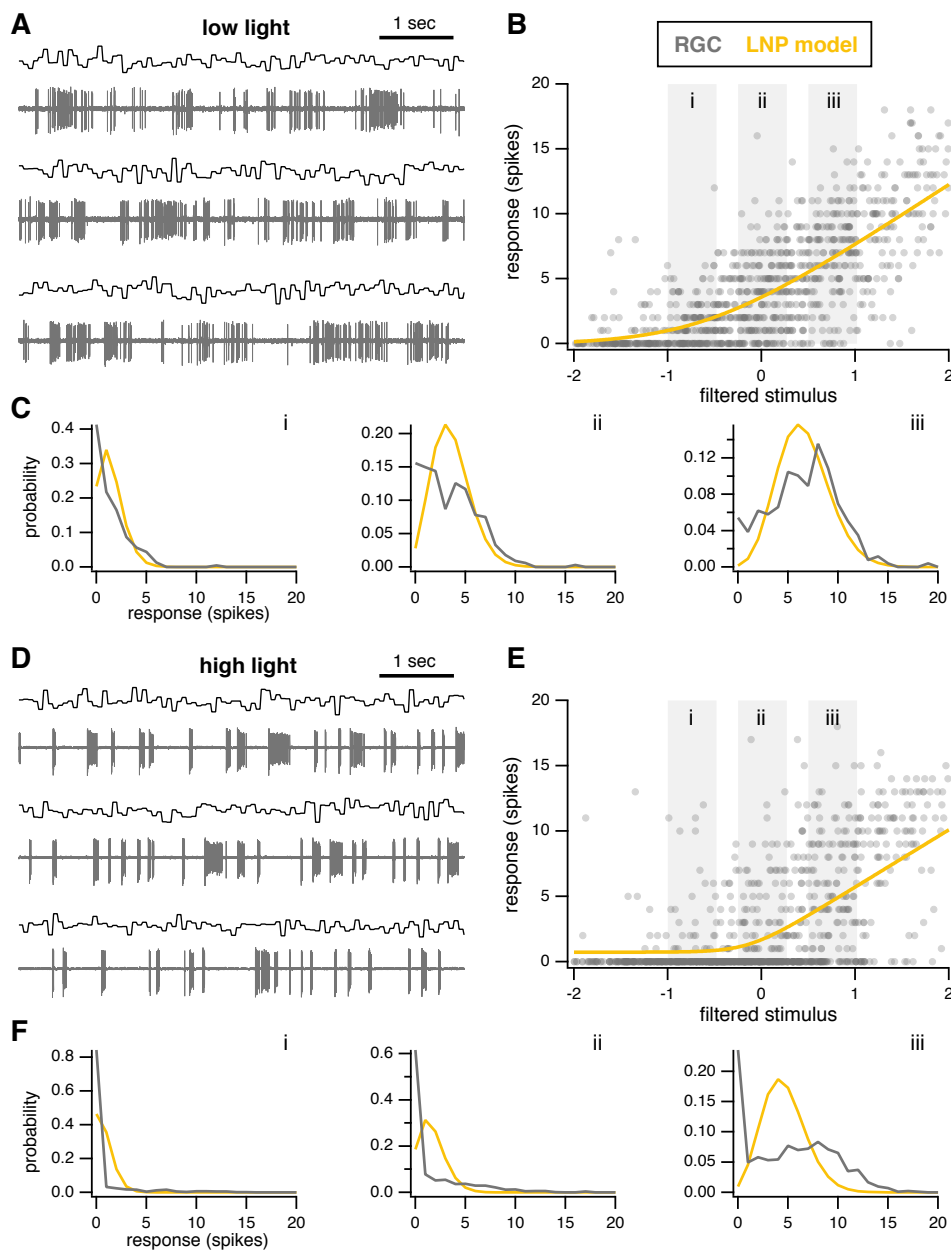 A
low light
1 sec
B
RGC LNP model
20
15
10
5
0
response (spikes)
i
ii
iii
-2
-1
0
1
2
filtered stimulus
C
i
0.4
0.3
0.2
0.1
0.0
probability
0
5
10
15
20
response (spikes)
ii
0.20
0.15
0.10
0.05
0.00
0
5
10
15
20
iii
0.12
0.08
0.04
0.00
0
5
10
15
20
D
high light
1 sec
E
20
15
10
5
0
response (spikes)
i
ii
iii
-2
-1
0
1
2
filtered stimulus
F
i
0.8
0.6
0.4
0.2
0.0
probability
0
5
10
15
20
response (spikes)
ii
0.6
0.4
0.2
0.0
0
5
10
15
20
iii
0.20
0.15
0.10
0.05
0.00
0
5
10
15
20